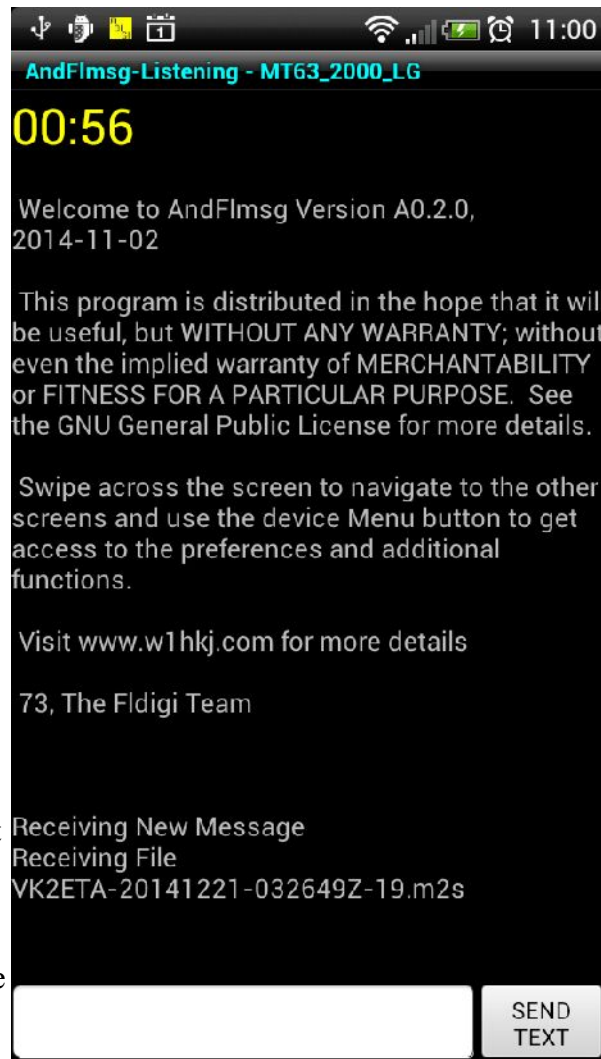 1
11:00
AndFlmsg-Listening - MT63_2000_LG
00:56
Welcome to AndFlmsg Version A0.2.0,
2014-11-02
This program is distributed in the hope that it wil
be useful, but WITHOUT ANY WARRANTY; without
even the implied warranty of MERCHANTABILITY
or FITNESS FOR A PARTICULAR PURPOSE.  See
the GNU General Public License for more details.
Swipe across the screen to navigate to the other
screens and use the device Menu button to get
access to the preferences and additional
functions.
Visit www.w1hkj.com for more details
73, The Fldigi Team
Receiving New Message
Receiving File
VK2ETA-20141221-032649Z-19.m2s
SEND
TEXT